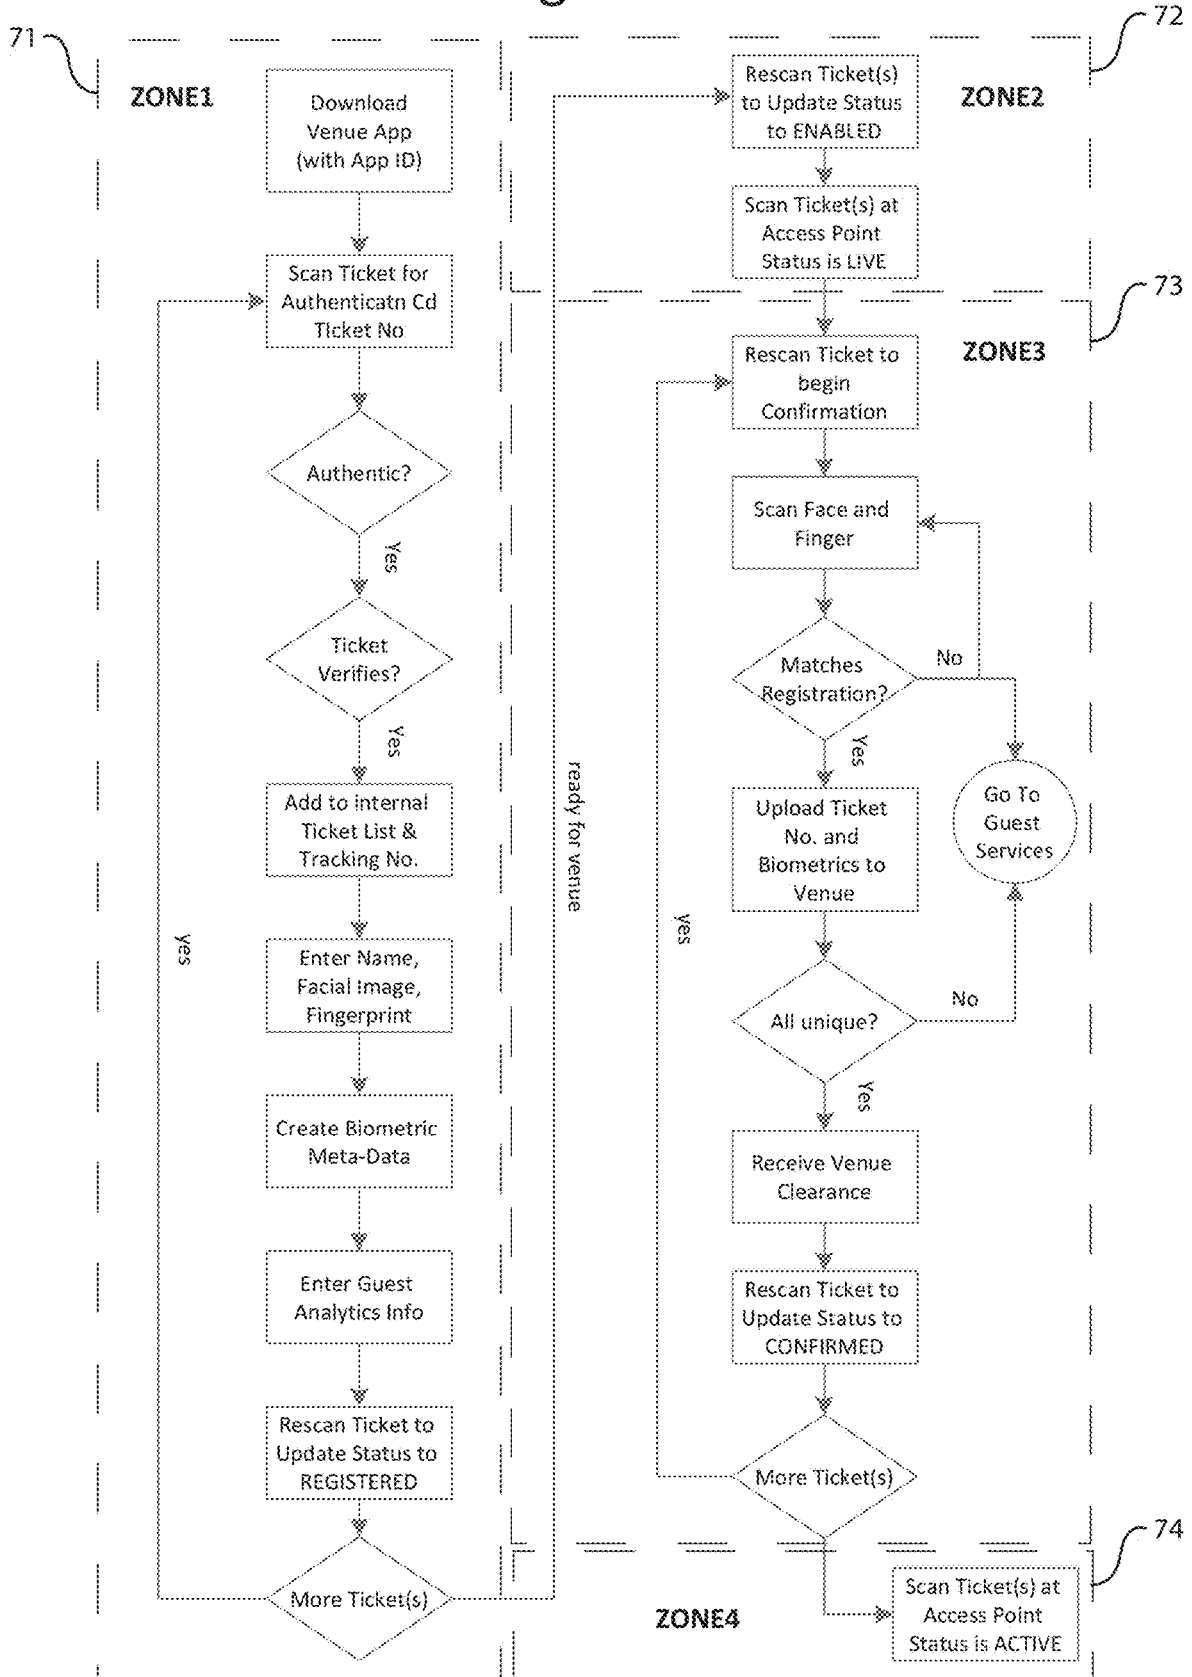 71
ZONE1
Download
Venue App
(with App ID)
Scan Ticket for
Authenticatn Cd
Ticket No
Authentic?
Yes
Ticket
Verifies?
Yes
Add to internal
Ticket List &
Tracking No.
Enter Name,
Facial Image,
Fingerprint
Create Biometric
Meta-Data
Enter Guest
Analytics Info
Rescan Ticket to
Update Status to
REGISTERED
More Ticket(s)
yes
ready for venue
72
ZONE2
Rescan Ticket(s)
to Update Status
to ENABLED
Scan Ticket(s) at
Access Point
Status is LIVE
73
ZONE3
Rescan Ticket to
begin
Confirmation
Scan Face and
Finger
Matches
Registration?
No
Yes
Go To
Guest
Services
Upload Ticket
No. and
Biometrics to
Venue
All unique?
No
Yes
Receive Venue
Clearance
Rescan Ticket to
Update Status to
CONFIRMED
More Ticket(s)
yes
74
ZONE4
Scan Ticket(s) at
Access Point
Status is ACTIVE